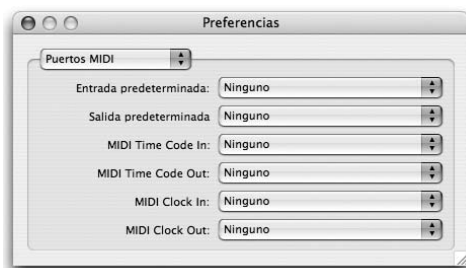 Preferencias
Puertos MIDI
Entrada predeterminada: Ninguno
Salida predeterminada Ninguno
MIDI Time Code In: Ninguno
MIDI Time Code Out: Ninguno
MIDI Clock In: Ninguno
MIDI Clock Out: Ninguno